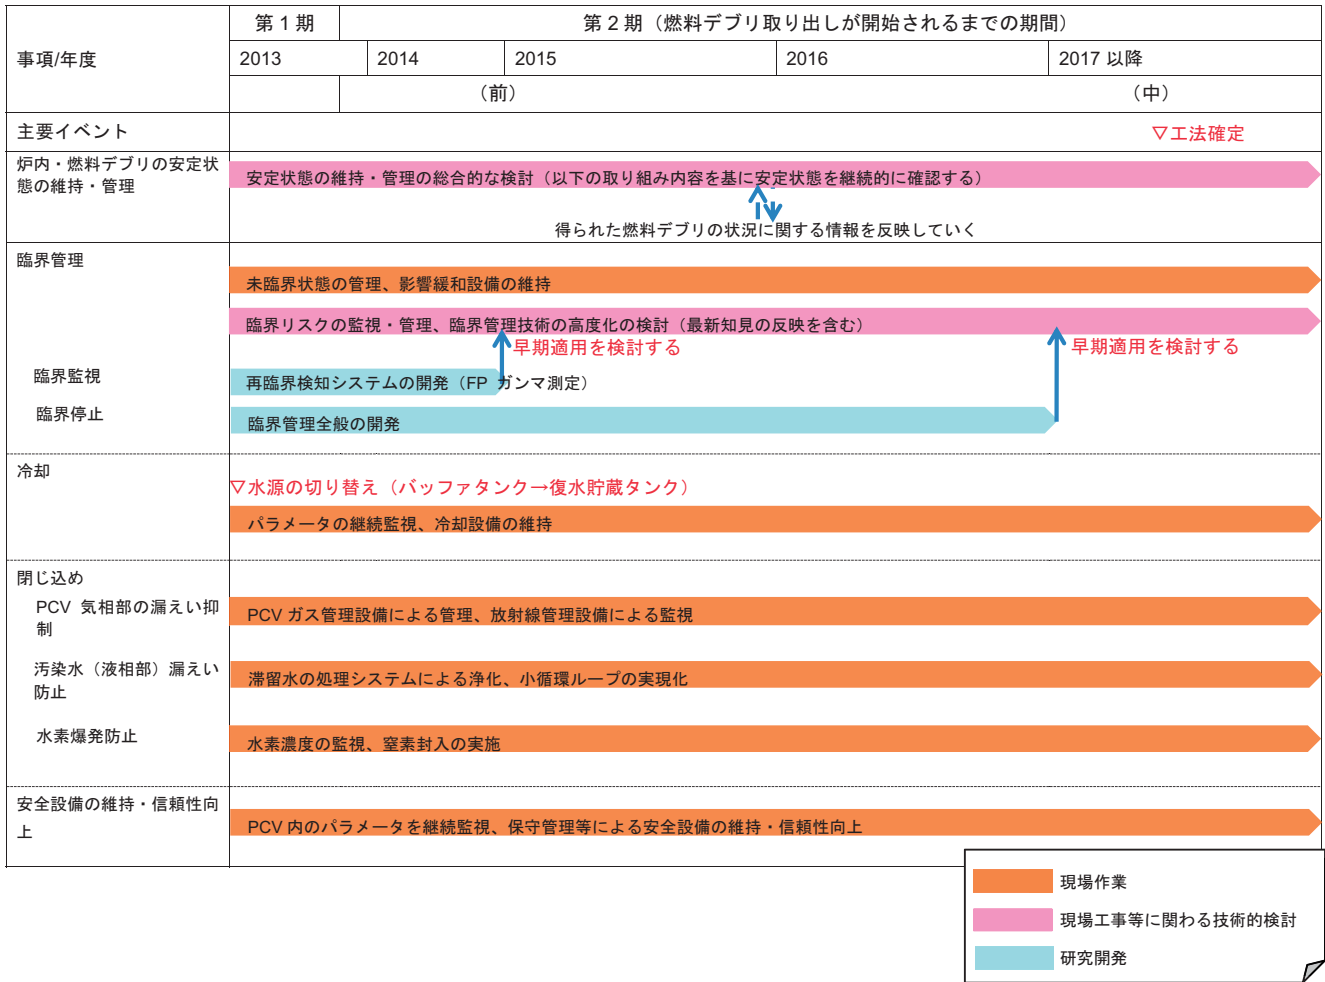 第 1 期
第 2 期（燃料デブリ取り出しが開始されるまでの期間）
事項/年度
2013
2014
2015
2016
2017 以降
（前）
（中）
主要イベント
▽工法確定
炉内・燃料デブリの安定状
態の維持・管理
安定状態の維持・管理の総合的な検討（以下の取り組み内容を基に安定状態を継続的に確認する）
得られた燃料デブリの状況に関する情報を反映していく
臨界管理
未臨界状態の管理、影響緩和設備の維持
臨界リスクの監視・管理、臨界管理技術の高度化の検討（最新知見の反映を含む）
早期適用を検討する
早期適用を検討する
臨界監視
再臨界検知システムの開発（FP ガンマ測定）
臨界停止
臨界管理全般の開発
冷却
▽水源の切り替え（バッファタンク→復水貯蔵タンク）
パラメータの継続監視、冷却設備の維持
閉じ込め
PCV 気相部の漏えい抑
制
PCV ガス管理設備による管理、放射線管理設備による監視
汚染水（液相部）漏えい
防止
滞留水の処理システムによる浄化、小循環ループの実現化
水素爆発防止
水素濃度の監視、窒素封入の実施
安全設備の維持・信頼性向
上
PCV 内のパラメータを継続監視、保守管理等による安全設備の維持・信頼性向上
現場作業
現場工事等に関わる技術的検討
研究開発